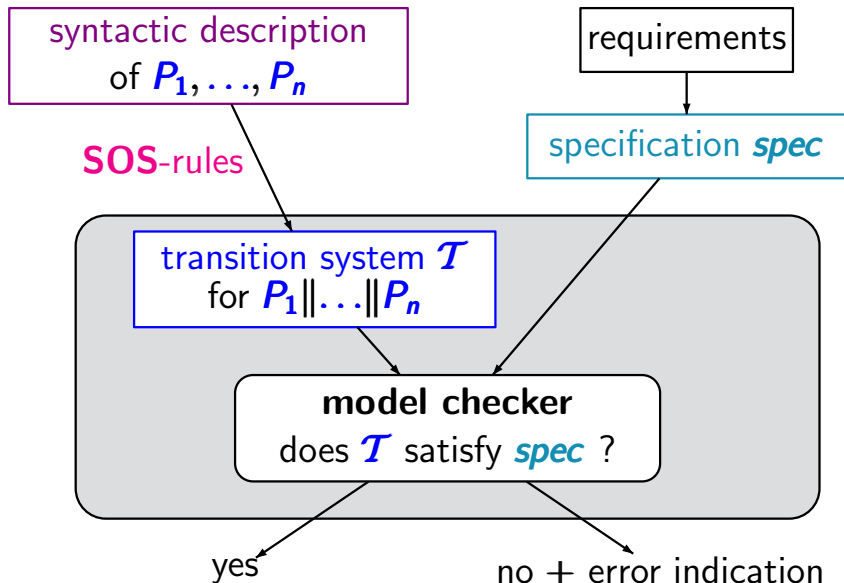 syntactic description
of P₁, . . . , Pₙ
requirements
specification spec
SOS-rules
transition system 𝒯
for P₁‖. . .‖Pₙ
model checker
does 𝒯 satisfy spec ?
yes
no + error indication